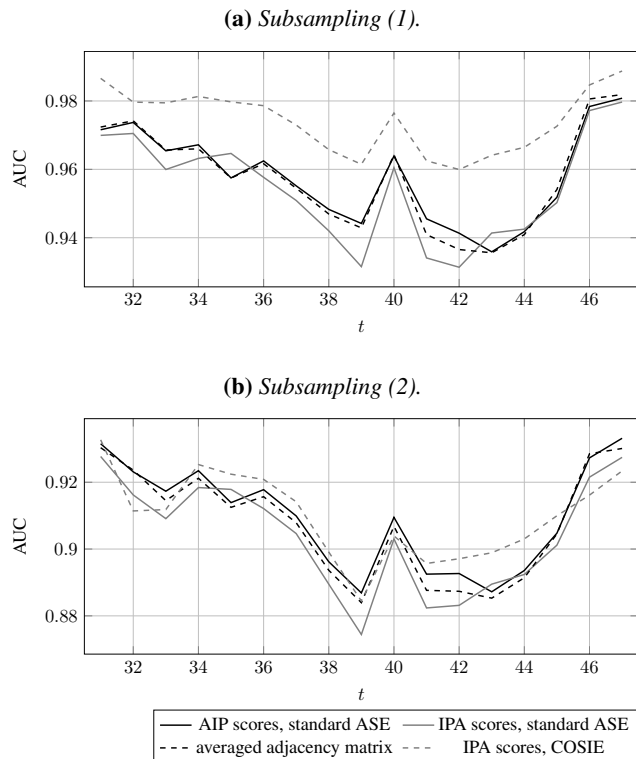 (a) Subsampling (1).
0.98
0.96
0.94
AUC
32 34 36 38 40 42 44 46
t
(b) Subsampling (2).
0.92
0.9
0.88
AUC
32 34 36 38 40 42 44 46
t
AIP scores, standard ASE IPA scores, standard ASE
averaged adjacency matrix IPA scores, COSIE